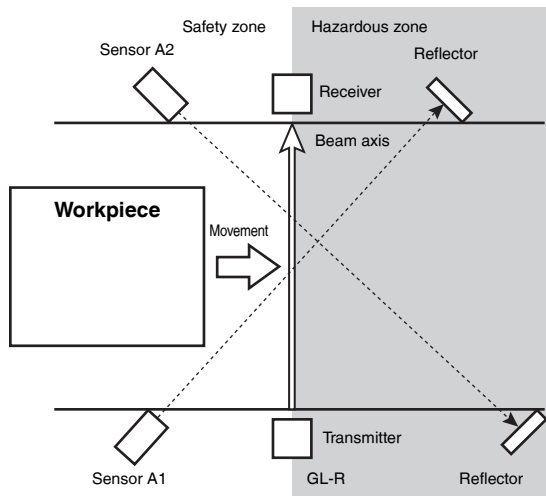 Safety zone
Hazardous zone
Sensor A2
Reflector
Receiver
Beam axis
Workpiece
Movement
Transmitter
Sensor A1
GL-R
Reflector